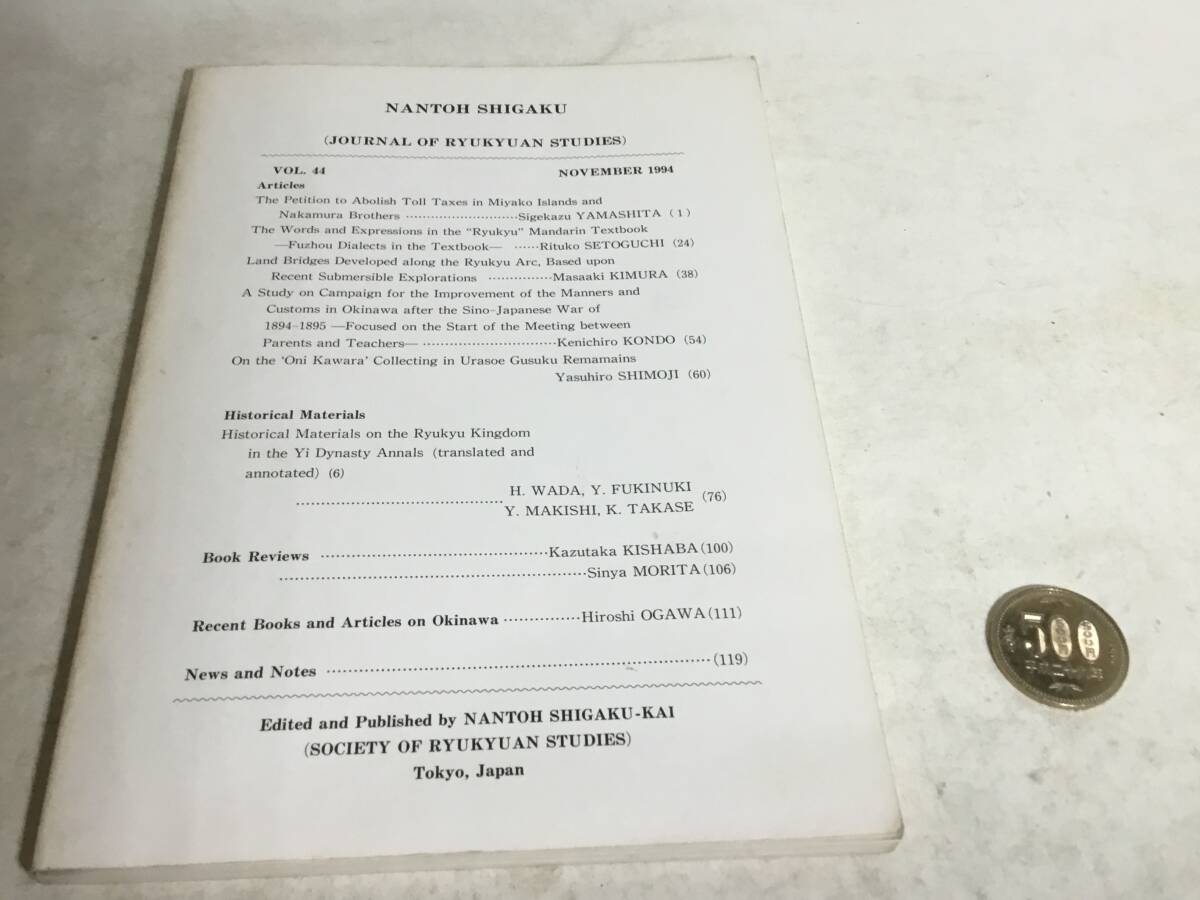 NANTOH SHIGAKU
(JOURNAL OF RYUKYUAN STUDIES)
VOL. 44 NOVEMBER 1994
Articles
The Petition to Abolish Toll Taxes in Miyako Islands and
Nakamura Brothers ……………………… Sigekazu YAMASHITA (1)
The Words and Expressions in the "Ryukyu" Mandarin Textbook
—Fuzhou Dialects in the Textbook— …… Rituko SETOGUCHI (24)
Land Bridges Developed along the Ryukyu Arc, Based upon
Recent Submersible Explorations …………… Masaaki KIMURA (38)
A Study on Campaign for the Improvement of the Manners and
Customs in Okinawa after the Sino-Japanese War of
1894-1895 —Focused on the Start of the Meeting between
Parents and Teachers— …………………………… Kenichiro KONDO (54)
On the 'Oni Kawara' Collecting in Urasoe Gusuku Remamains
Yasuhiro SHIMOJI (60)
Historical Materials
Historical Materials on the Ryukyu Kingdom
in the Yi Dynasty Annals (translated and
annotated) (6)
…………………………………………… H. WADA, Y. FUKINUKI
Y. MAKISHI, K. TAKASE (76)
Book Reviews ……………………………………… Kazutaka KISHABA (100)
…………………………………………………… Sinya MORITA (106)
Recent Books and Articles on Okinawa …………… Hiroshi OGAWA (111)
News and Notes ……………………………………………………………… (119)
Edited and Published by NANTOH SHIGAKU-KAI
(SOCIETY OF RYUKYUAN STUDIES)
Tokyo, Japan
500